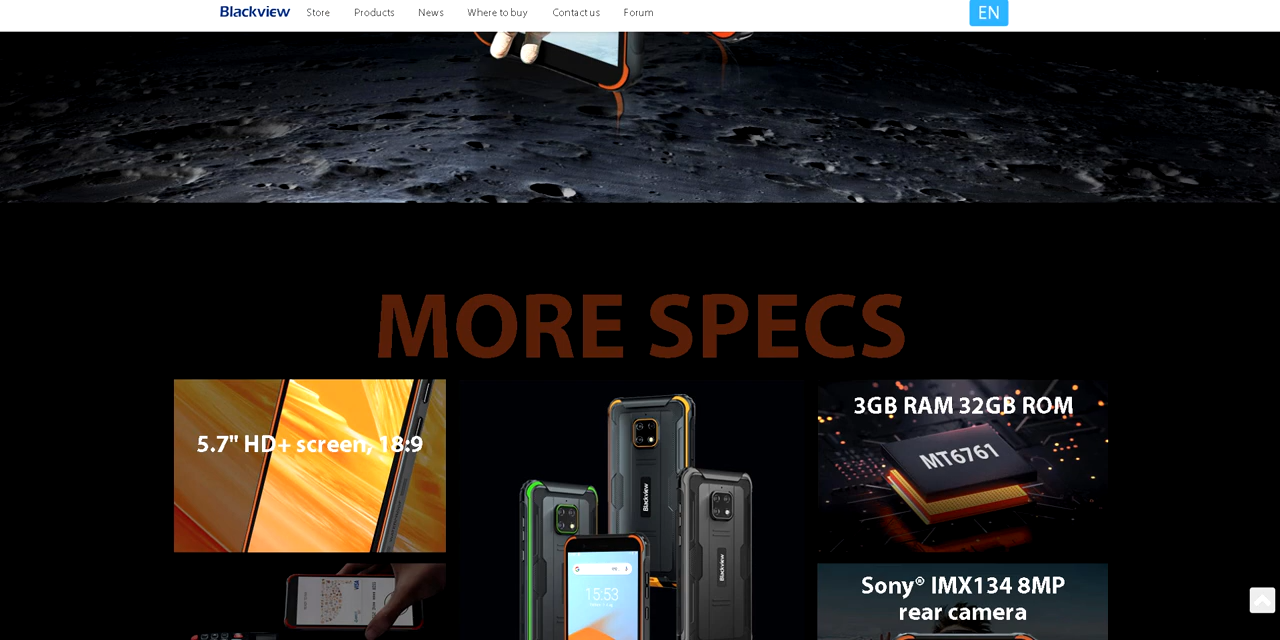 Blackview Store Products News Where to buy Contact us Forum EN
MORE SPECS
5.7" HD+ screen, 18:9
3GB RAM 32GB ROM
MT6761
Blackview
Blackview
15:53
VISA
Sony® IMX134 8MP
rear camera